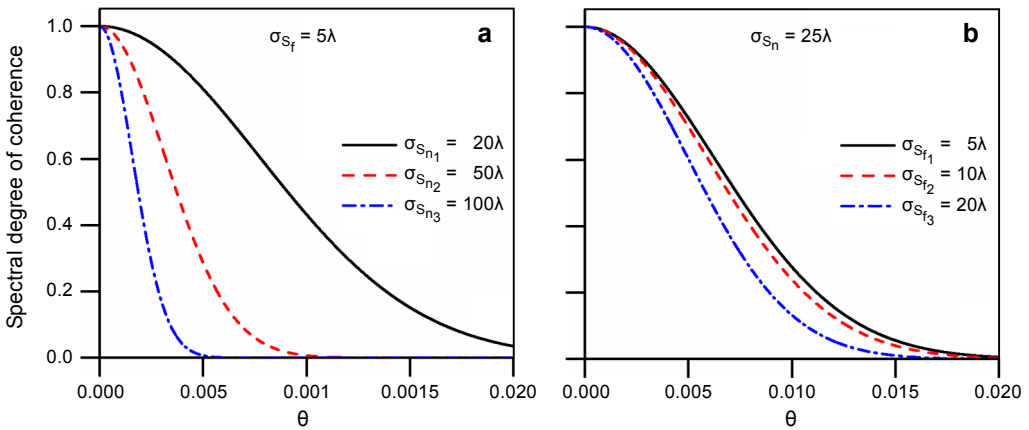 σSf = 5λ
a
σSn = 25λ
b
Spectral degree of coherence
1.0
0.8
0.6
0.4
0.2
0.0
σSn1 = 20λ
σSn2 = 50λ
σSn3 = 100λ
σSf1 = 5λ
σSf2 = 10λ
σSf3 = 20λ
0.000 0.005 0.001 0.015 0.020
θ
0.000 0.005 0.010 0.015 0.020
θ